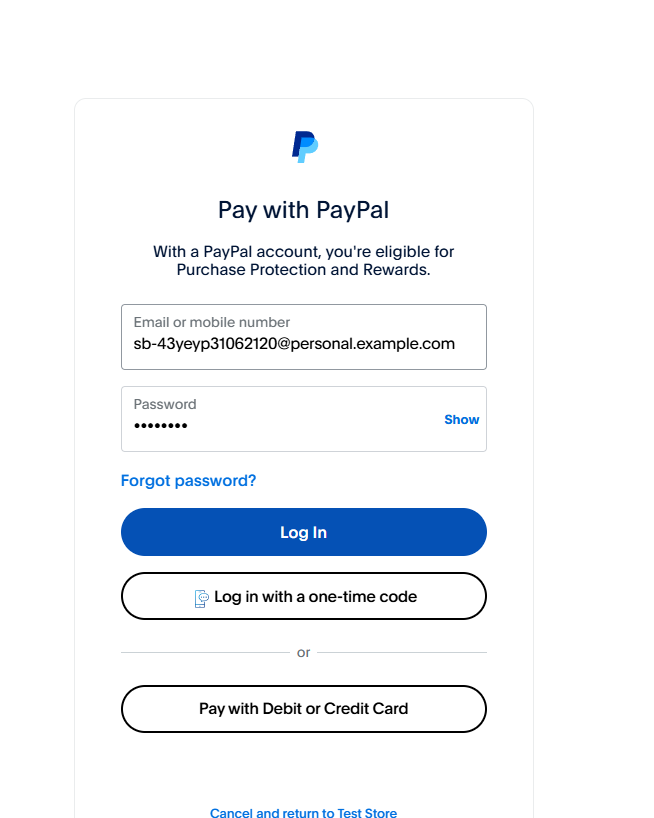 Pay with PayPal
With a PayPal account, you're eligible for
Purchase Protection and Rewards.
Email or mobile number
sb-43yeyp31062120@personal.example.com
Password
••••••••
Show
Forgot password?
Log In
Log in with a one-time code
or
Pay with Debit or Credit Card
Cancel and return to Test Store